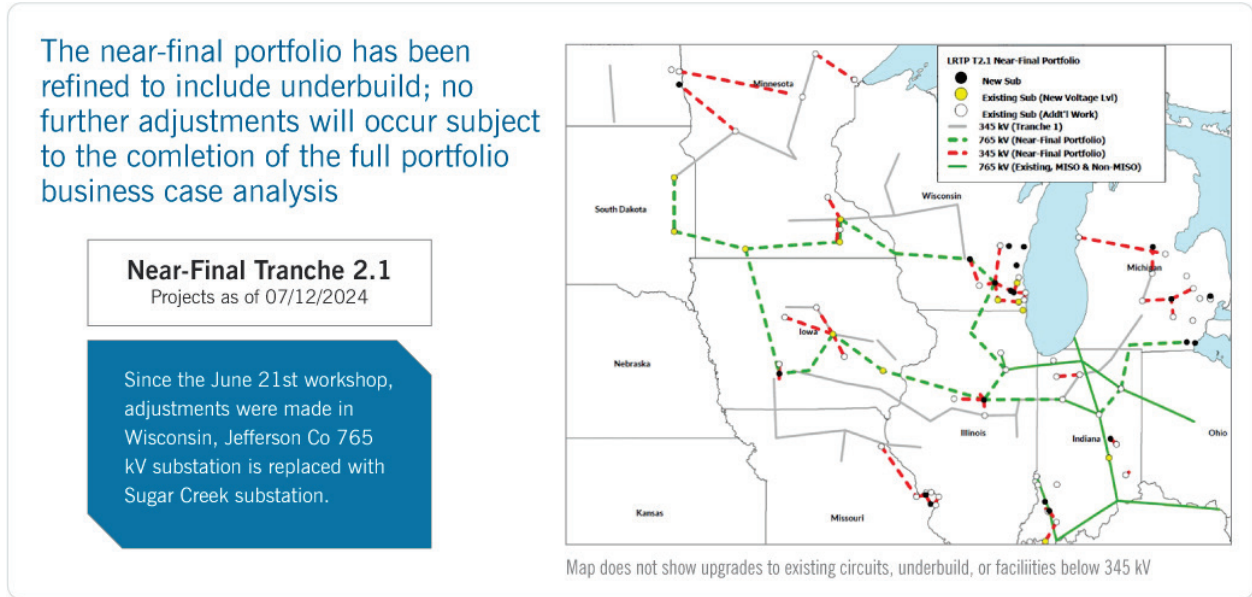 The near-final portfolio has been
refined to include underbuild; no
further adjustments will occur subject
to the comletion of the full portfolio
business case analysis
Near-Final Tranche 2.1
Projects as of 07/12/2024
Since the June 21st workshop,
adjustments were made in
Wisconsin, Jefferson Co 765
kV substation is replaced with
Sugar Creek substation.
LRTP T2.1 Near-Final Portfolio
New Sub
Existing Sub (New Voltage Lvl)
Existing Sub (Addt'l Work)
345 kV (Tranche 1)
765 kV (Near-Final Portfolio)
345 kV (Near-Final Portfolio)
765 kV (Existing, MISO & Non-MISO)
Minnesota
South Dakota
Wisconsin
Michigan
Iowa
Nebraska
Illinois
Indiana
Ohio
Kansas
Missouri
Map does not show upgrades to existing circuits, underbuild, or faciliities below 345 kV